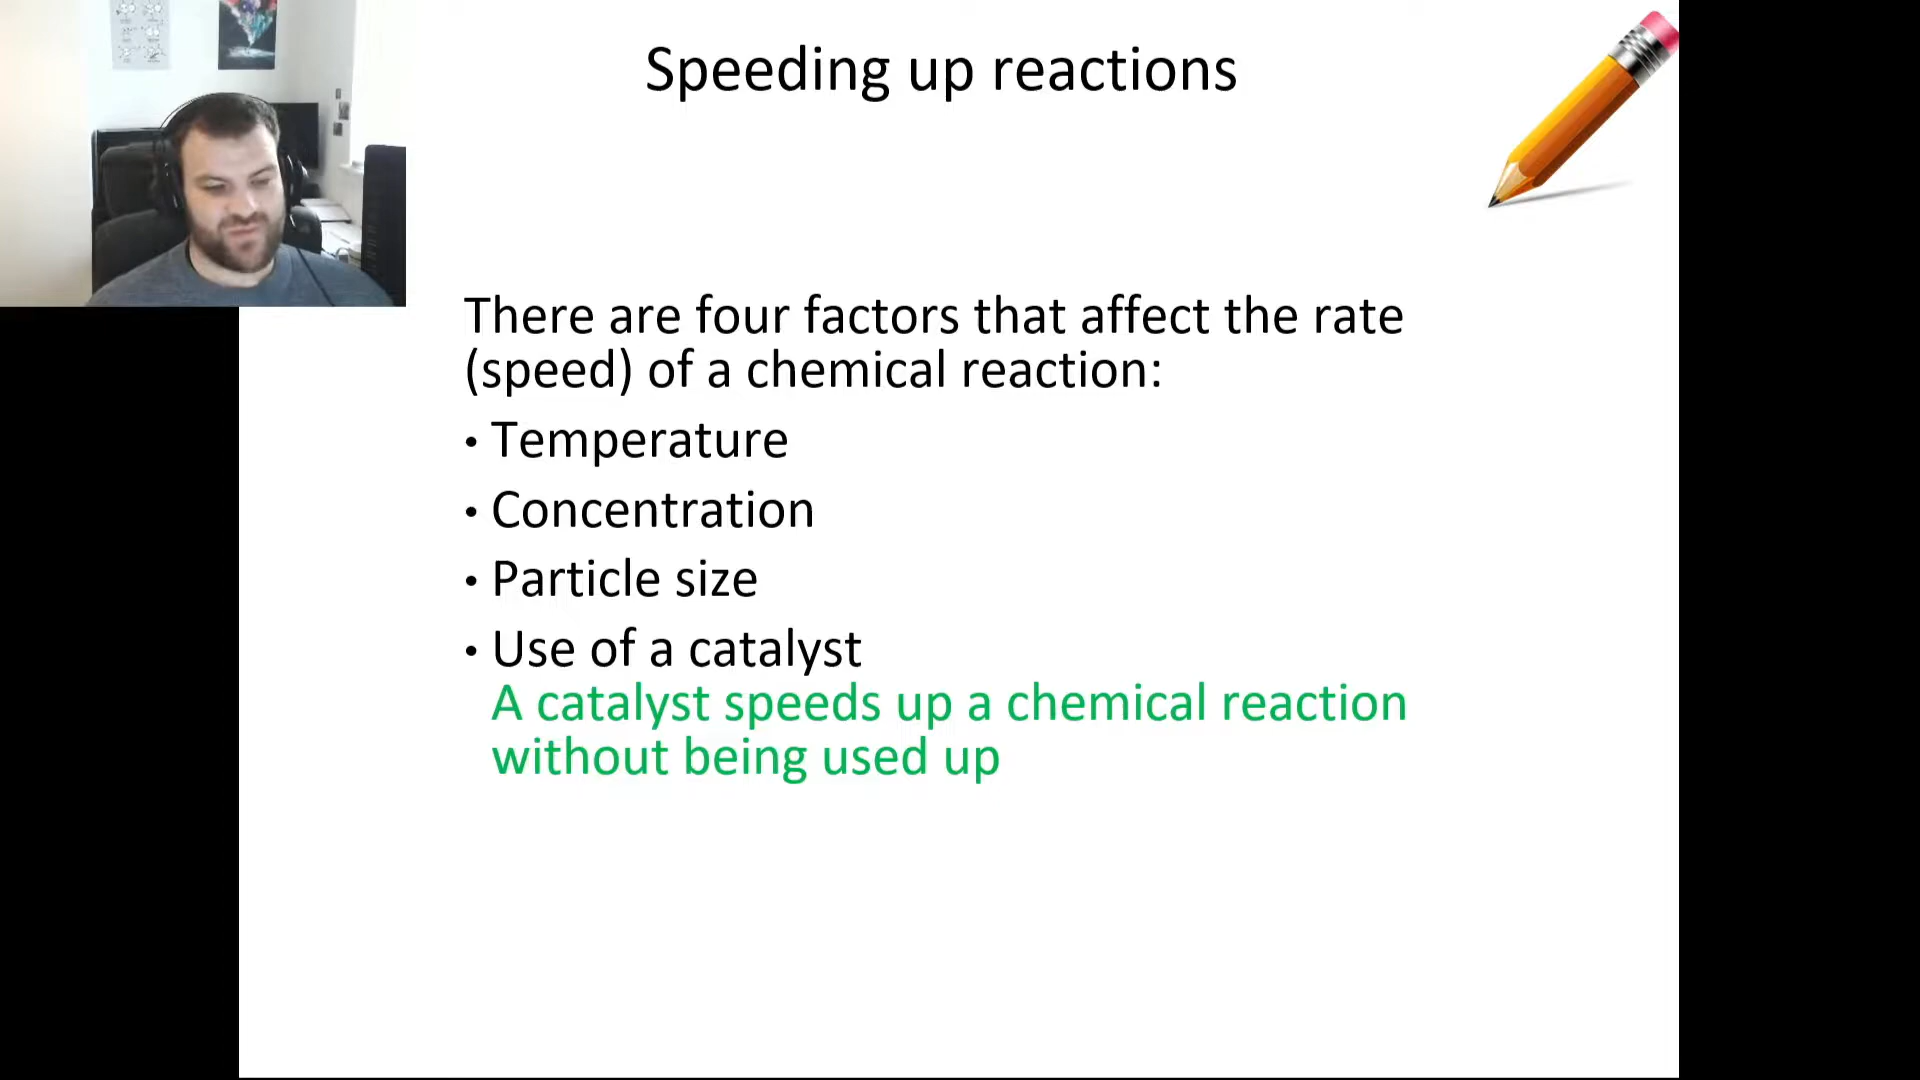 Speeding up reactions
There are four factors that affect the rate
(speed) of a chemical reaction:
• Temperature
• Concentration
• Particle size
• Use of a catalyst
A catalyst speeds up a chemical reaction
without being used up